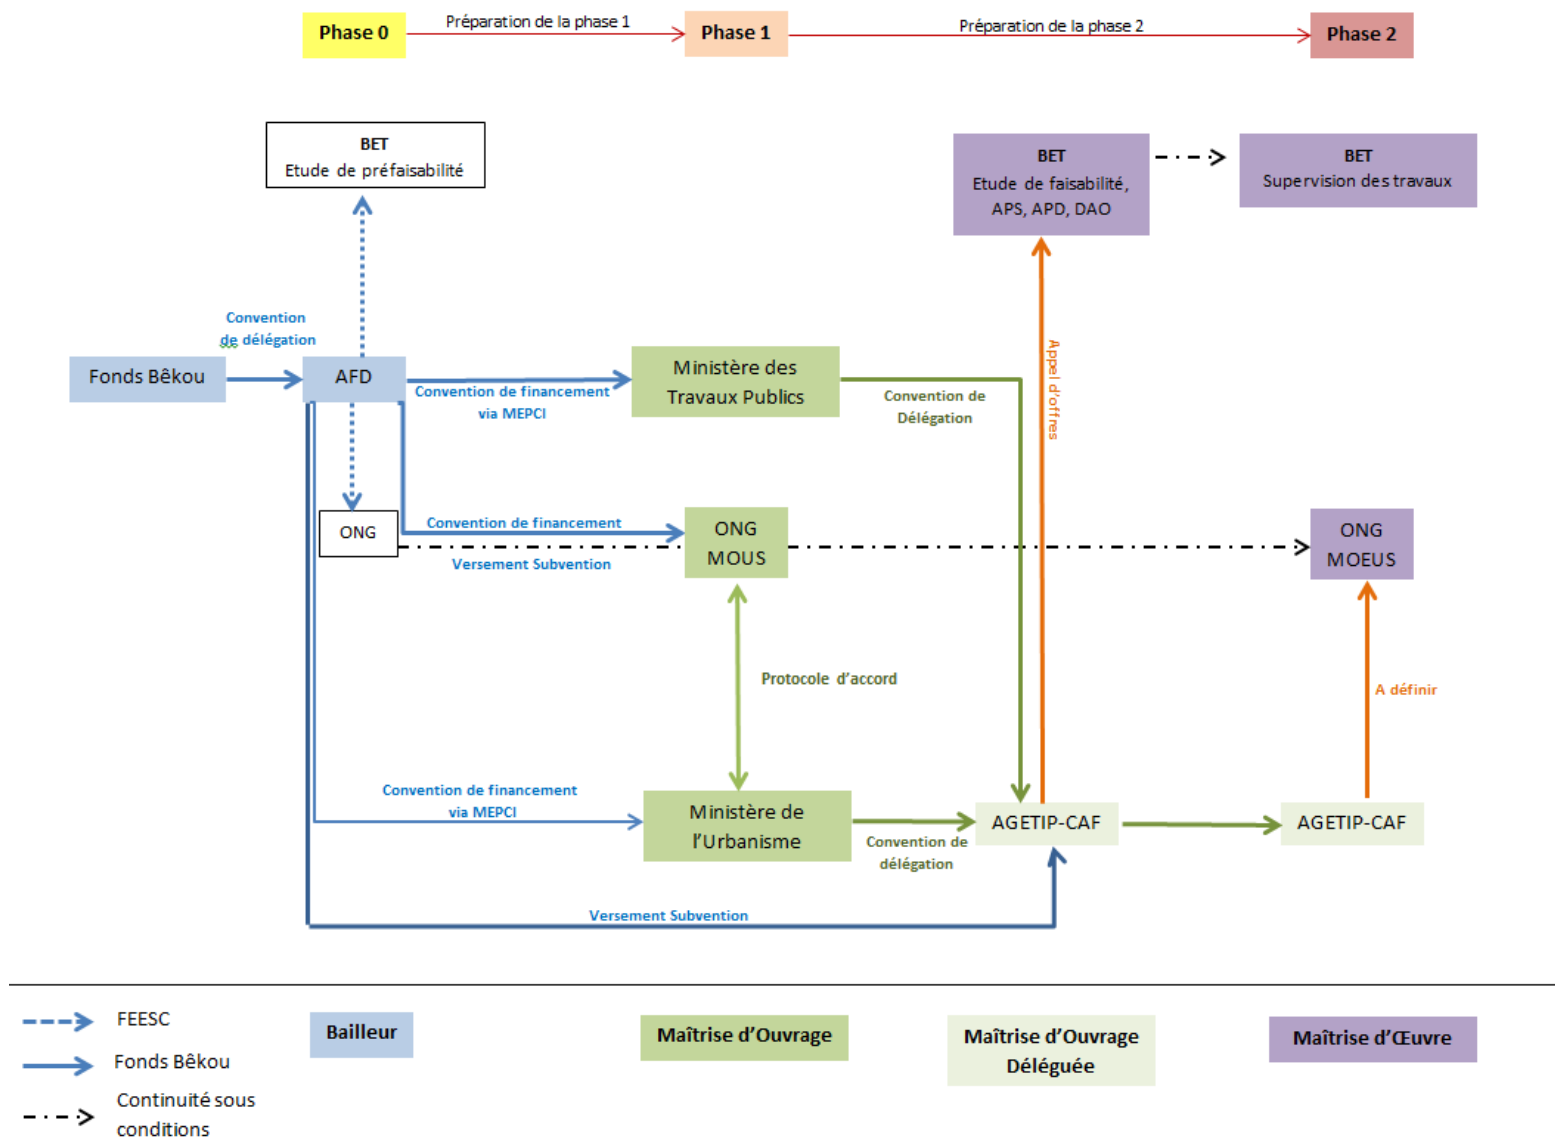 Phase 0
Préparation de la phase 1
Phase 1
Préparation de la phase 2
Phase 2
BET
Etude de préfaisabilité
BET
Etude de faisabilité,
APS, APD, DAO
BET
Supervision des travaux
Convention
de délégation
Fonds Bêkou
AFD
Convention de financement
via MEPCI
Ministère des
Travaux Publics
Convention de
Délégation
Appel d'offres
ONG
Convention de financement
Versement Subvention
ONG
MOUS
ONG
MOEUS
Protocole d'accord
A définir
Convention de financement
via MEPCI
Ministère de
l'Urbanisme
Convention de
délégation
AGETIP-CAF
AGETIP-CAF
Versement Subvention
FEESC
Fonds Bêkou
Continuité sous
conditions
Bailleur
Maîtrise d'Ouvrage
Maîtrise d'Ouvrage
Déléguée
Maîtrise d'Œuvre